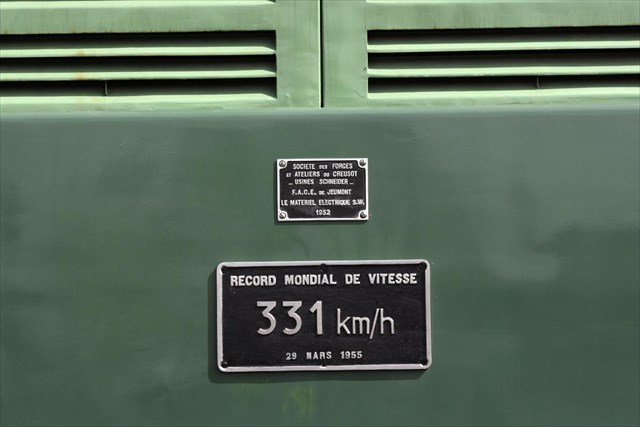 SOCIETE DES FORGES
ET ATELIERS DU CREUSOT
- USINES SCHNEIDER -
F.A.C.E. DE JEUMONT
LE MATERIEL ELECTRIQUE S.W.
1952
RECORD MONDIAL DE VITESSE
331 km/h
29 MARS 1955